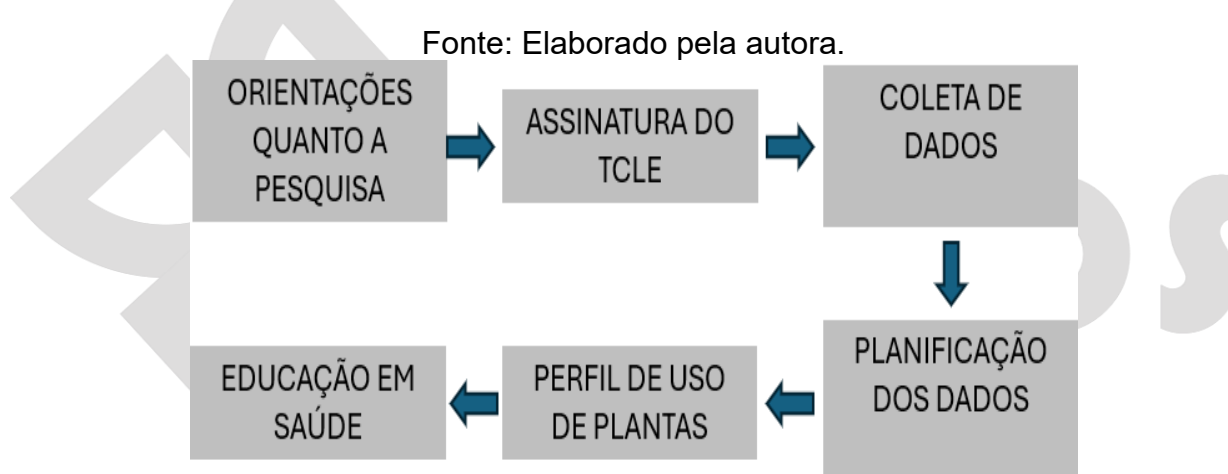 Fonte: Elaborado pela autora.
ORIENTAÇÕES
QUANTO A
PESQUISA
ASSINATURA DO
TCLE
COLETA DE
DADOS
PLANIFICAÇÃO
DOS DADOS
PERFIL DE USO
DE PLANTAS
EDUCAÇÃO EM
SAÚDE